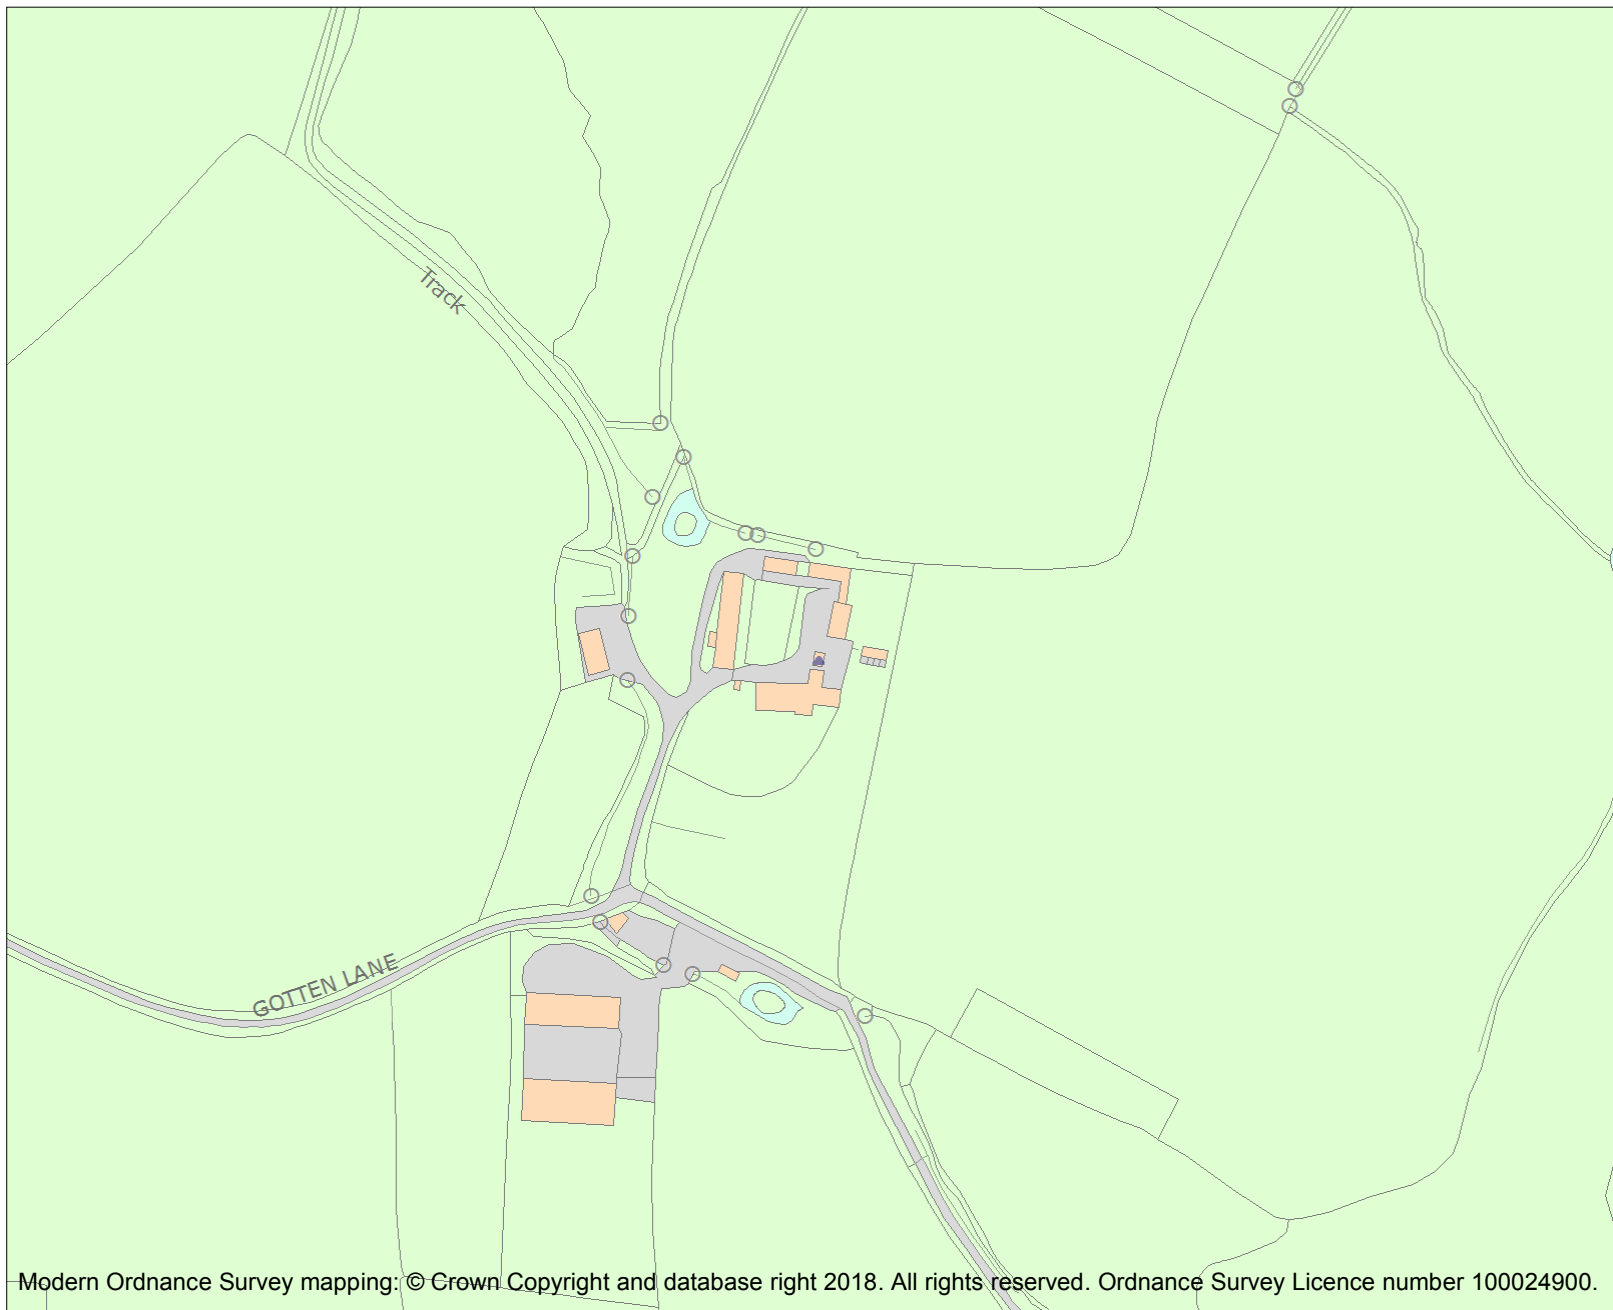 Track
GOTTEN LANE
Modern Ordnance Survey mapping: © Crown Copyright and database right 2018. All rights reserved. Ordnance Survey Licence number 100024900.